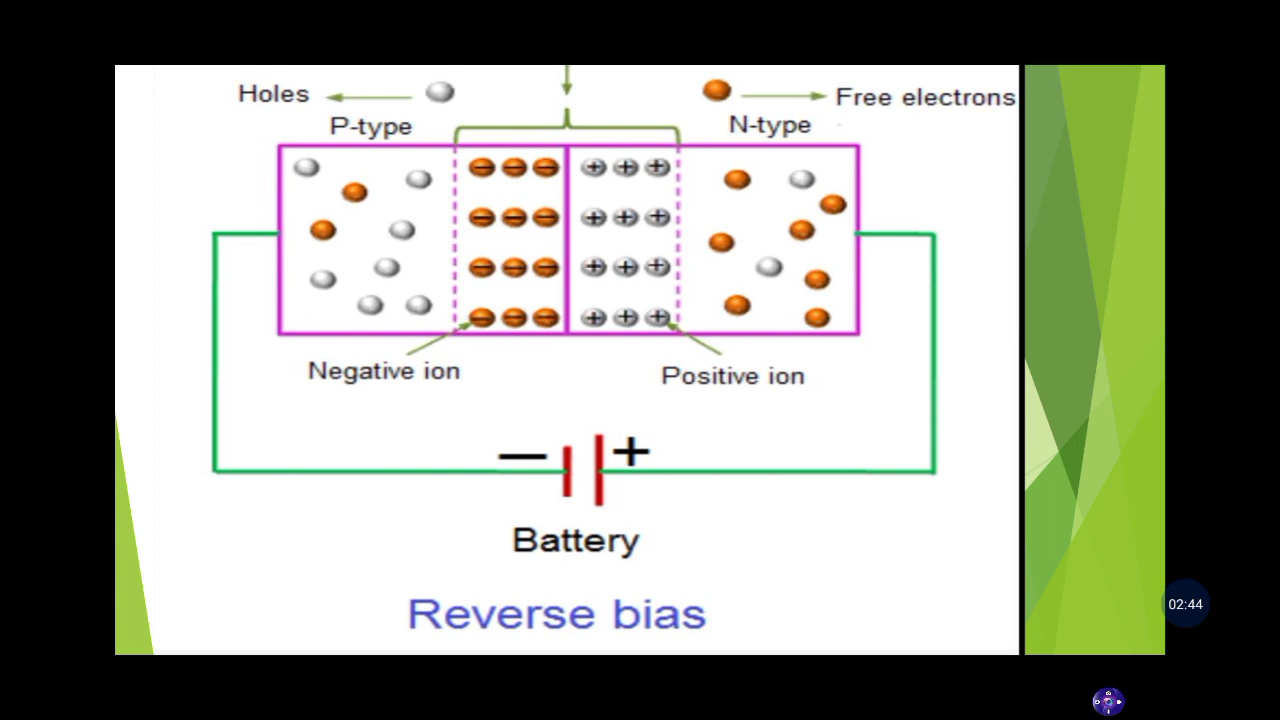 Holes
Free electrons
P-type
N-type
Negative ion
Positive ion
– +
Battery
Reverse bias
02:44